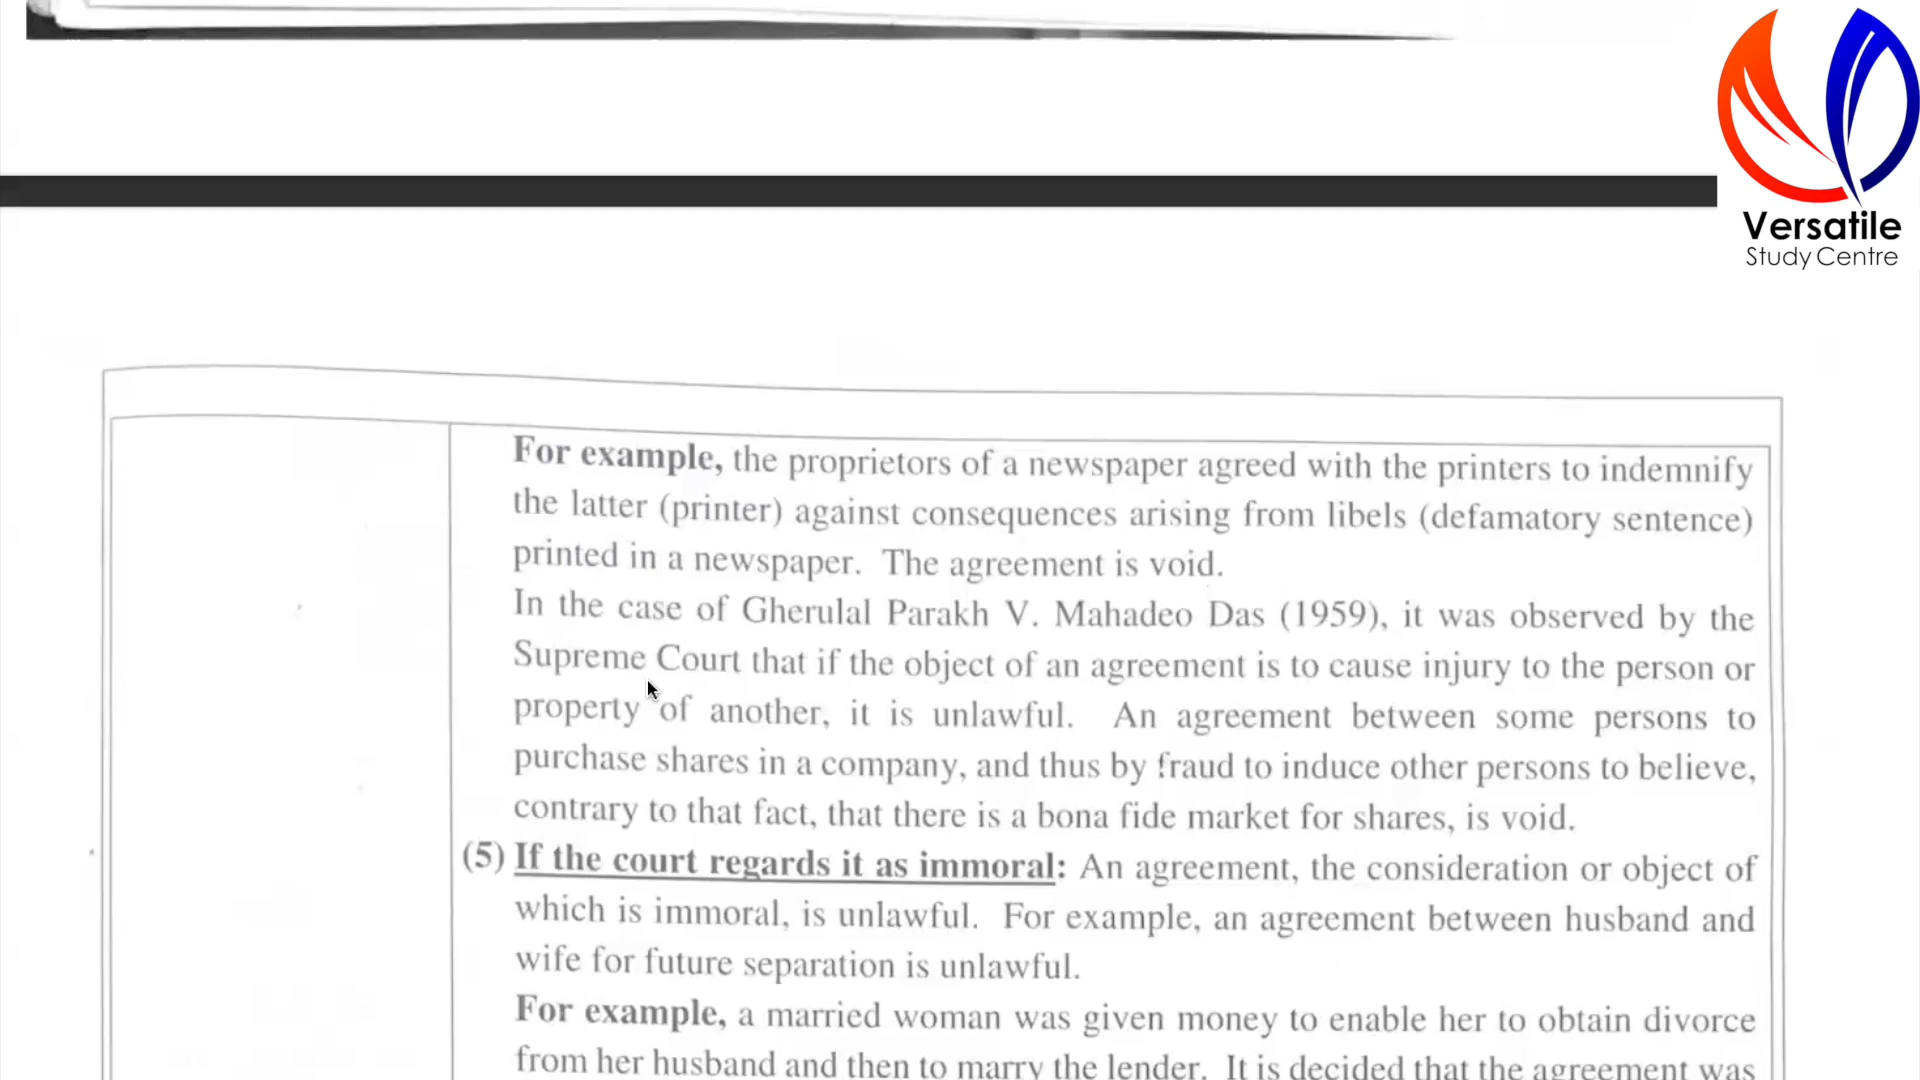 Versatile
Study Centre
For example, the proprietors of a newspaper agreed with the printers to indemnify
the latter (printer) against consequences arising from libels (defamatory sentence)
printed in a newspaper. The agreement is void.
In the case of Gherulal Parakh V. Mahadeo Das (1959), it was observed by the
Supreme Court that if the object of an agreement is to cause injury to the person or
property of another, it is unlawful. An agreement between some persons to
purchase shares in a company, and thus by fraud to induce other persons to believe,
contrary to that fact, that there is a bona fide market for shares, is void.
(5) If the court regards it as immoral: An agreement, the consideration or object of
which is immoral, is unlawful. For example, an agreement between husband and
wife for future separation is unlawful.
For example, a married woman was given money to enable her to obtain divorce
from her husband and then to marry the lender. It is decided that the agreement was